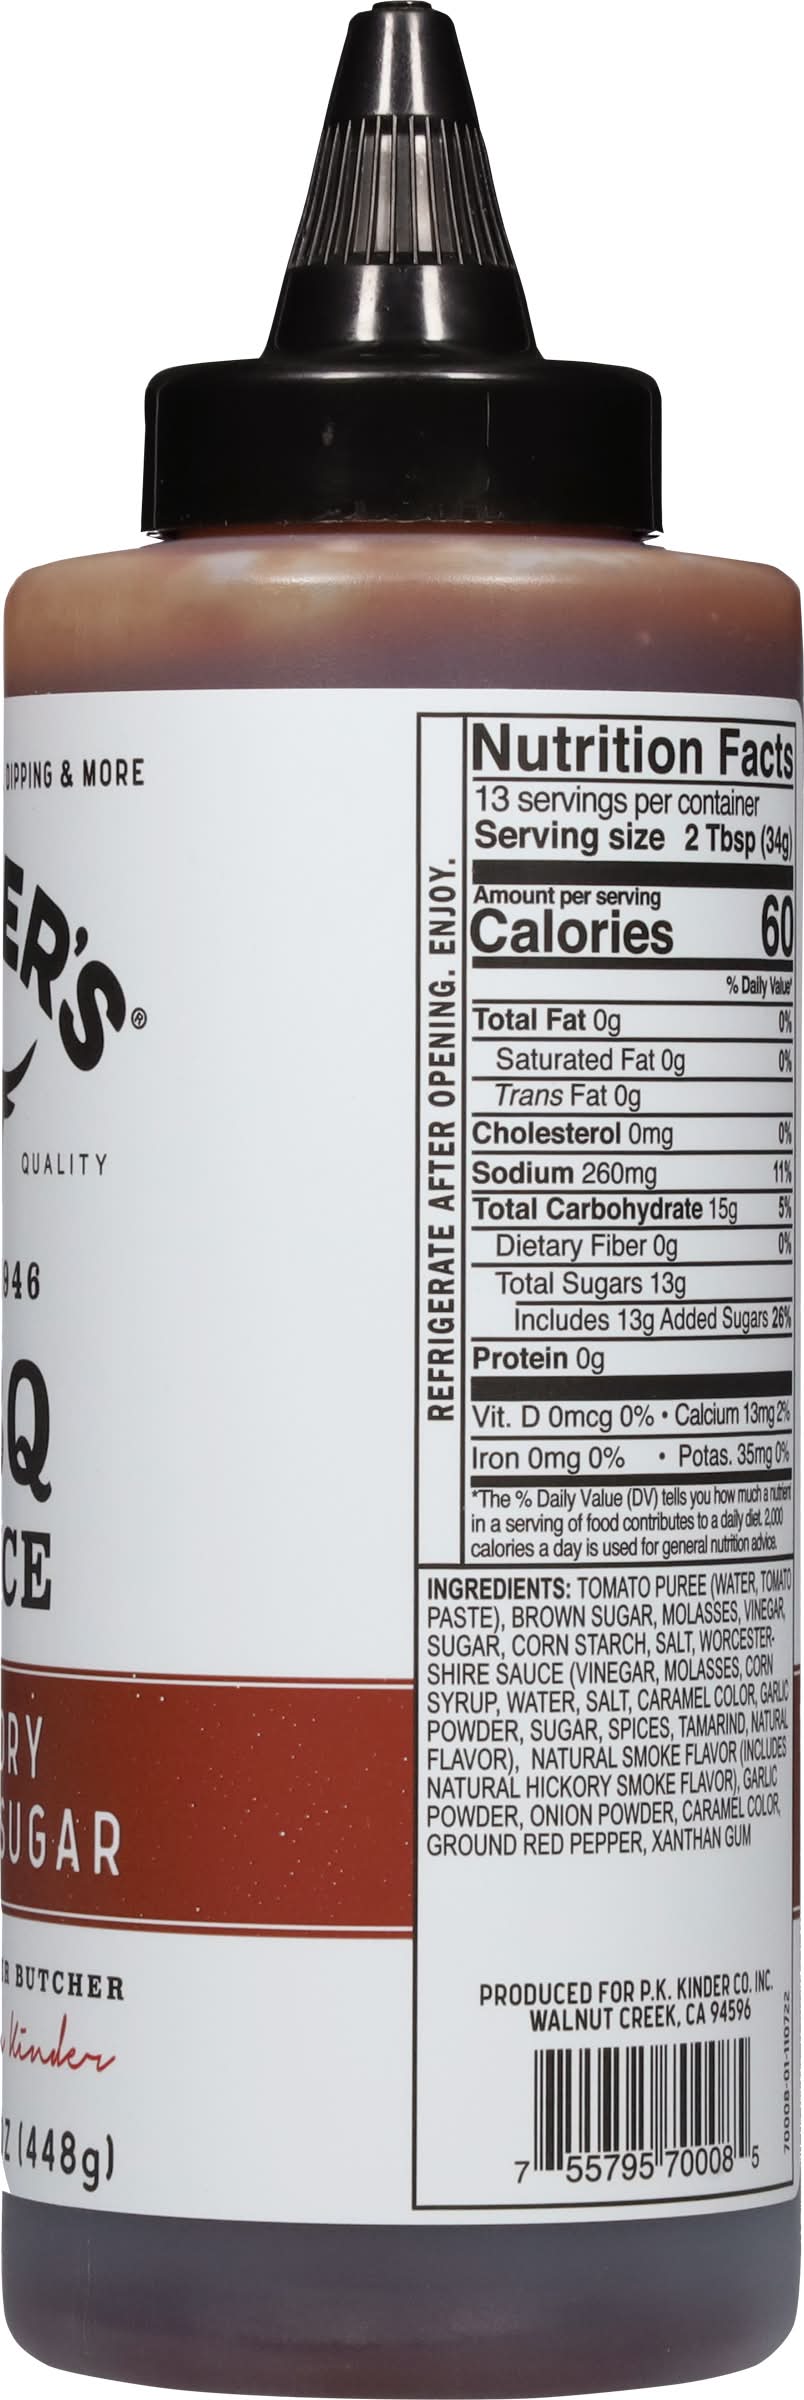 DIPPING & MORE
ER'S®
QUALITY
946
Q
CE
RY
SUGAR
R BUTCHER
Kinder
Z (448g)
REFRIGERATE AFTER OPENING. ENJOY.
Nutrition Facts
13 servings per container
Serving size 2 Tbsp (34g)
Amount per serving
Calories 60
% Daily Value*
Total Fat 0g 0%
Saturated Fat 0g 0%
Trans Fat 0g
Cholesterol 0mg 0%
Sodium 260mg 11%
Total Carbohydrate 15g 5%
Dietary Fiber 0g 0%
Total Sugars 13g
Includes 13g Added Sugars 26%
Protein 0g
Vit. D 0mcg 0% • Calcium 13mg 2%
Iron 0mg 0% • Potas. 35mg 0%
*The % Daily Value (DV) tells you how much a nutrient
in a serving of food contributes to a daily diet. 2,000
calories a day is used for general nutrition advice.
INGREDIENTS: TOMATO PUREE (WATER, TOMATO
PASTE), BROWN SUGAR, MOLASSES, VINEGAR,
SUGAR, CORN STARCH, SALT, WORCESTER-
SHIRE SAUCE (VINEGAR, MOLASSES, CORN
SYRUP, WATER, SALT, CARAMEL COLOR, GARLIC
POWDER, SUGAR, SPICES, TAMARIND, NATURAL
FLAVOR), NATURAL SMOKE FLAVOR (INCLUDES
NATURAL HICKORY SMOKE FLAVOR), GARLIC
POWDER, ONION POWDER, CARAMEL COLOR,
GROUND RED PEPPER, XANTHAN GUM
PRODUCED FOR P.K. KINDER CO. INC.
WALNUT CREEK, CA 94596
70008-01-110722
7 55795 70008 5